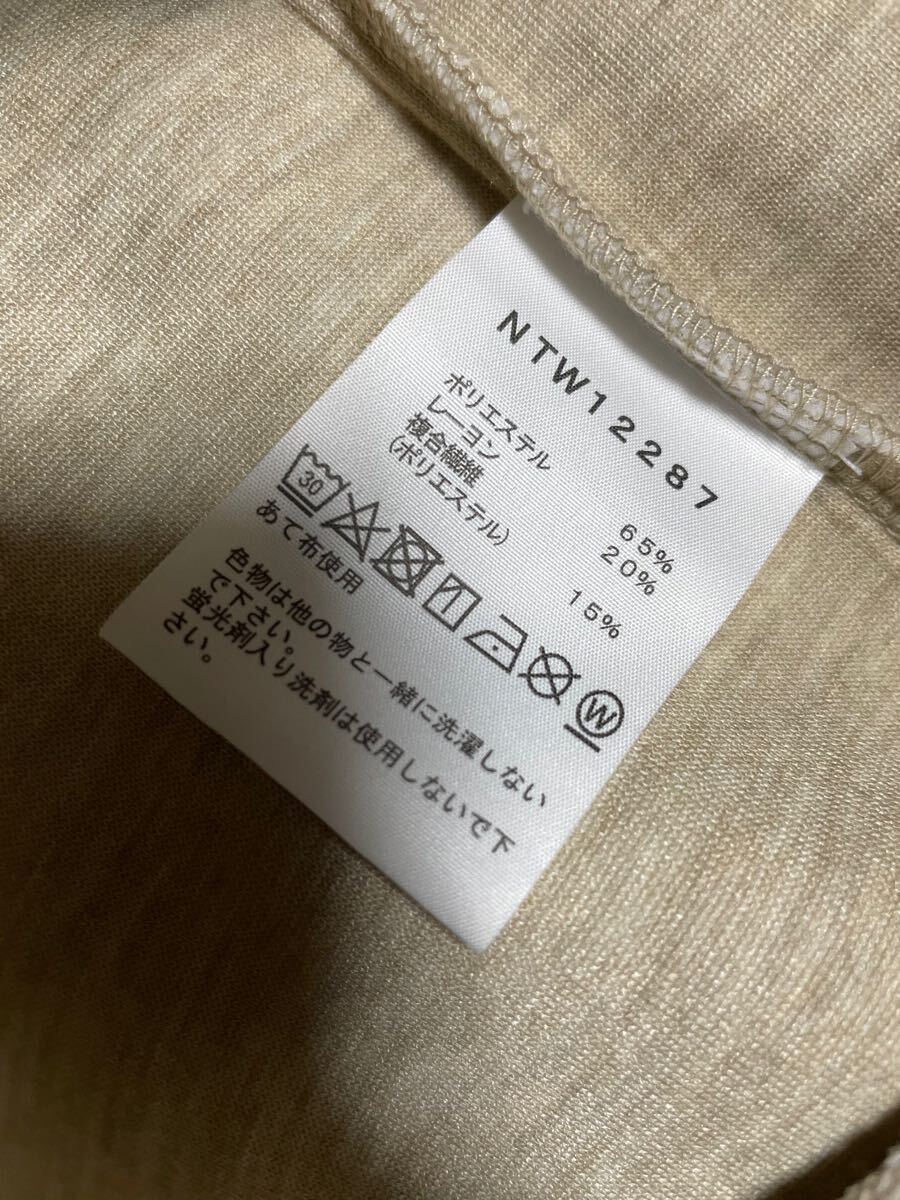 NTW12287
ポリエステル 65%
レーヨン 20%
複合繊維
(ポリエステル) 15%
30 W
あて布使用
色物は他の物と一緒に洗濯しない
で下さい。
蛍光剤入り洗剤は使用しないで下
さい。